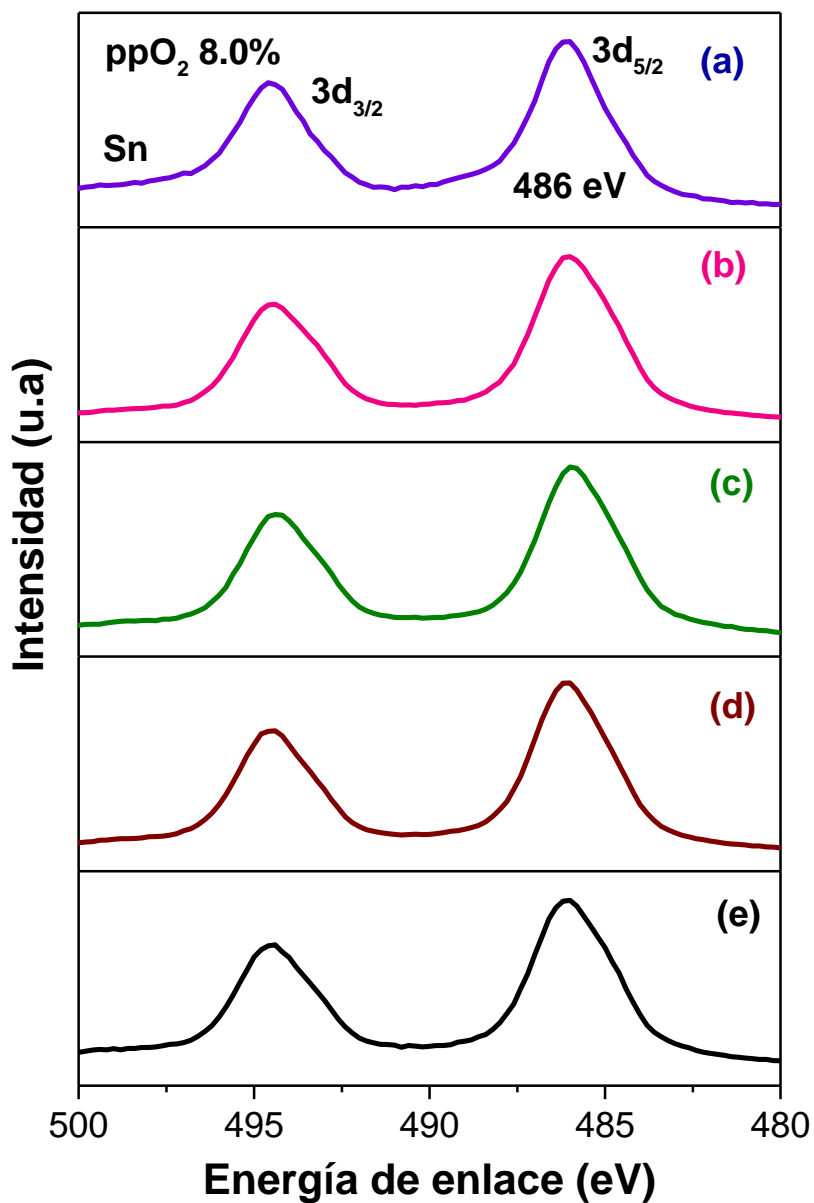 ppO₂ 8.0%
3d₃/₂
3d₅/₂
(a)
Sn
486 eV
(b)
(c)
(d)
(e)
Intensidad (u.a)
500 495 490 485 480
Energía de enlace (eV)